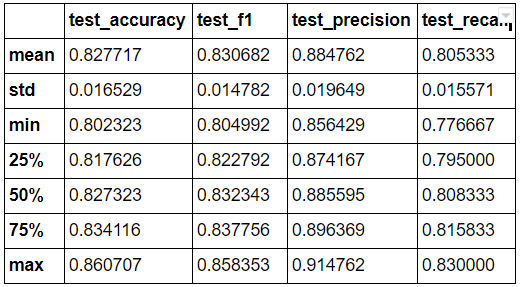 test_accuracy test_f1 test_precision test_reca..
mean 0.827717 0.830682 0.884762 0.805333
std 0.016529 0.014782 0.019649 0.015571
min 0.802323 0.804992 0.856429 0.776667
25% 0.817626 0.822792 0.874167 0.795000
50% 0.827323 0.832343 0.885595 0.808333
75% 0.834116 0.837756 0.896369 0.815833
max 0.860707 0.858353 0.914762 0.830000